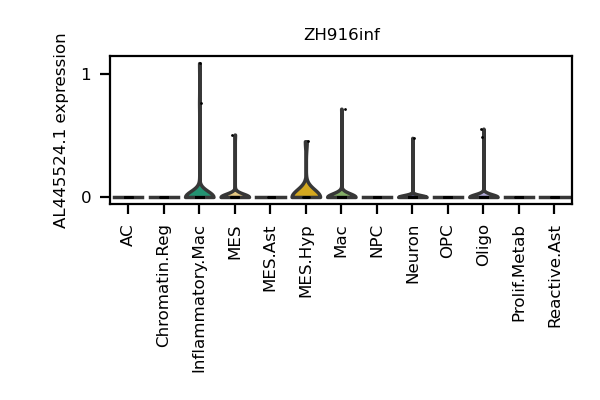 ZH916inf
AL445524.1 expression
1
0
AC
Chromatin.Reg
Inflammatory.Mac
MES
MES.Ast
MES.Hyp
Mac
NPC
Neuron
OPC
Oligo
Prolif.Metab
Reactive.Ast